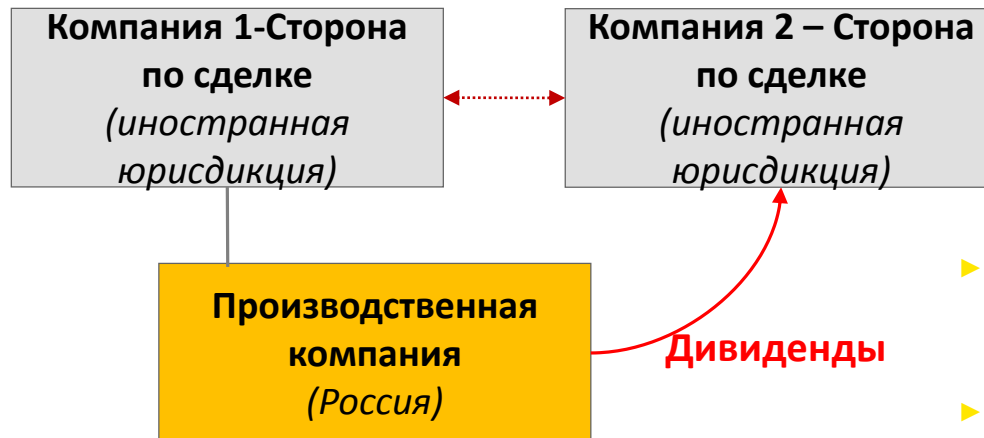 Компания 1-Сторона
по сделке
(иностранная
юрисдикция)
Компания 2 – Сторона
по сделке
(иностранная
юрисдикция)
Производственная
компания
(Россия)
Дивиденды